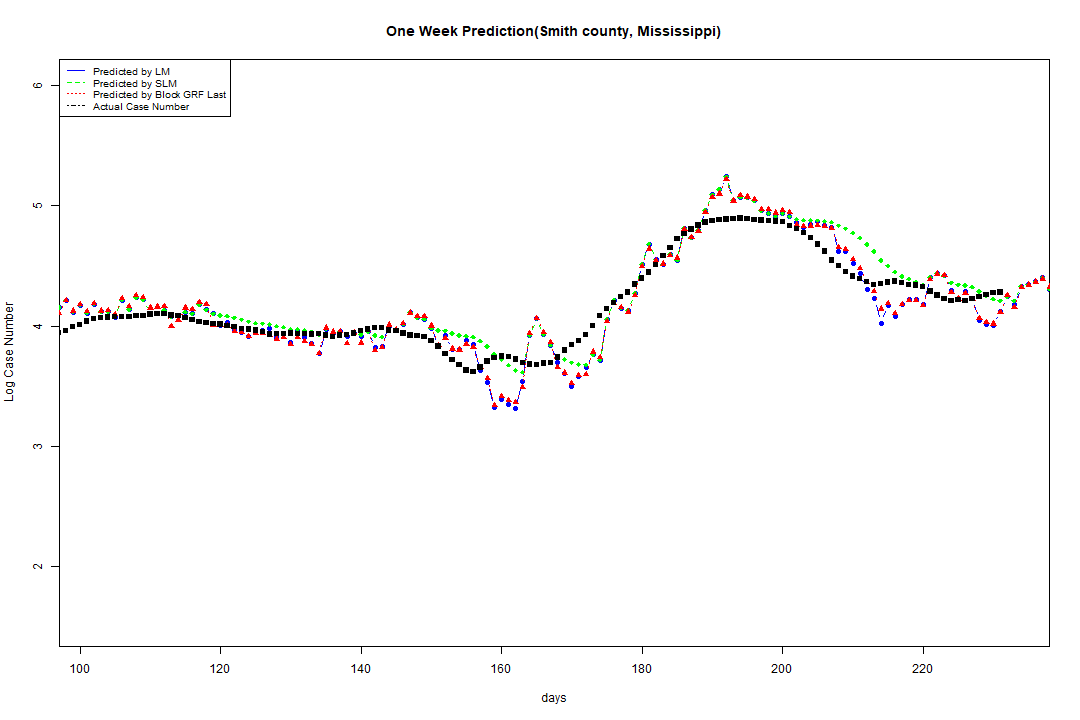 One Week Prediction(Smith county, Mississippi)
Predicted by LM
Predicted by SLM
Predicted by Block GRF Last
Actual Case Number
6
5
4
3
2
Log Case Number
100 120 140 160 180 200 220
days